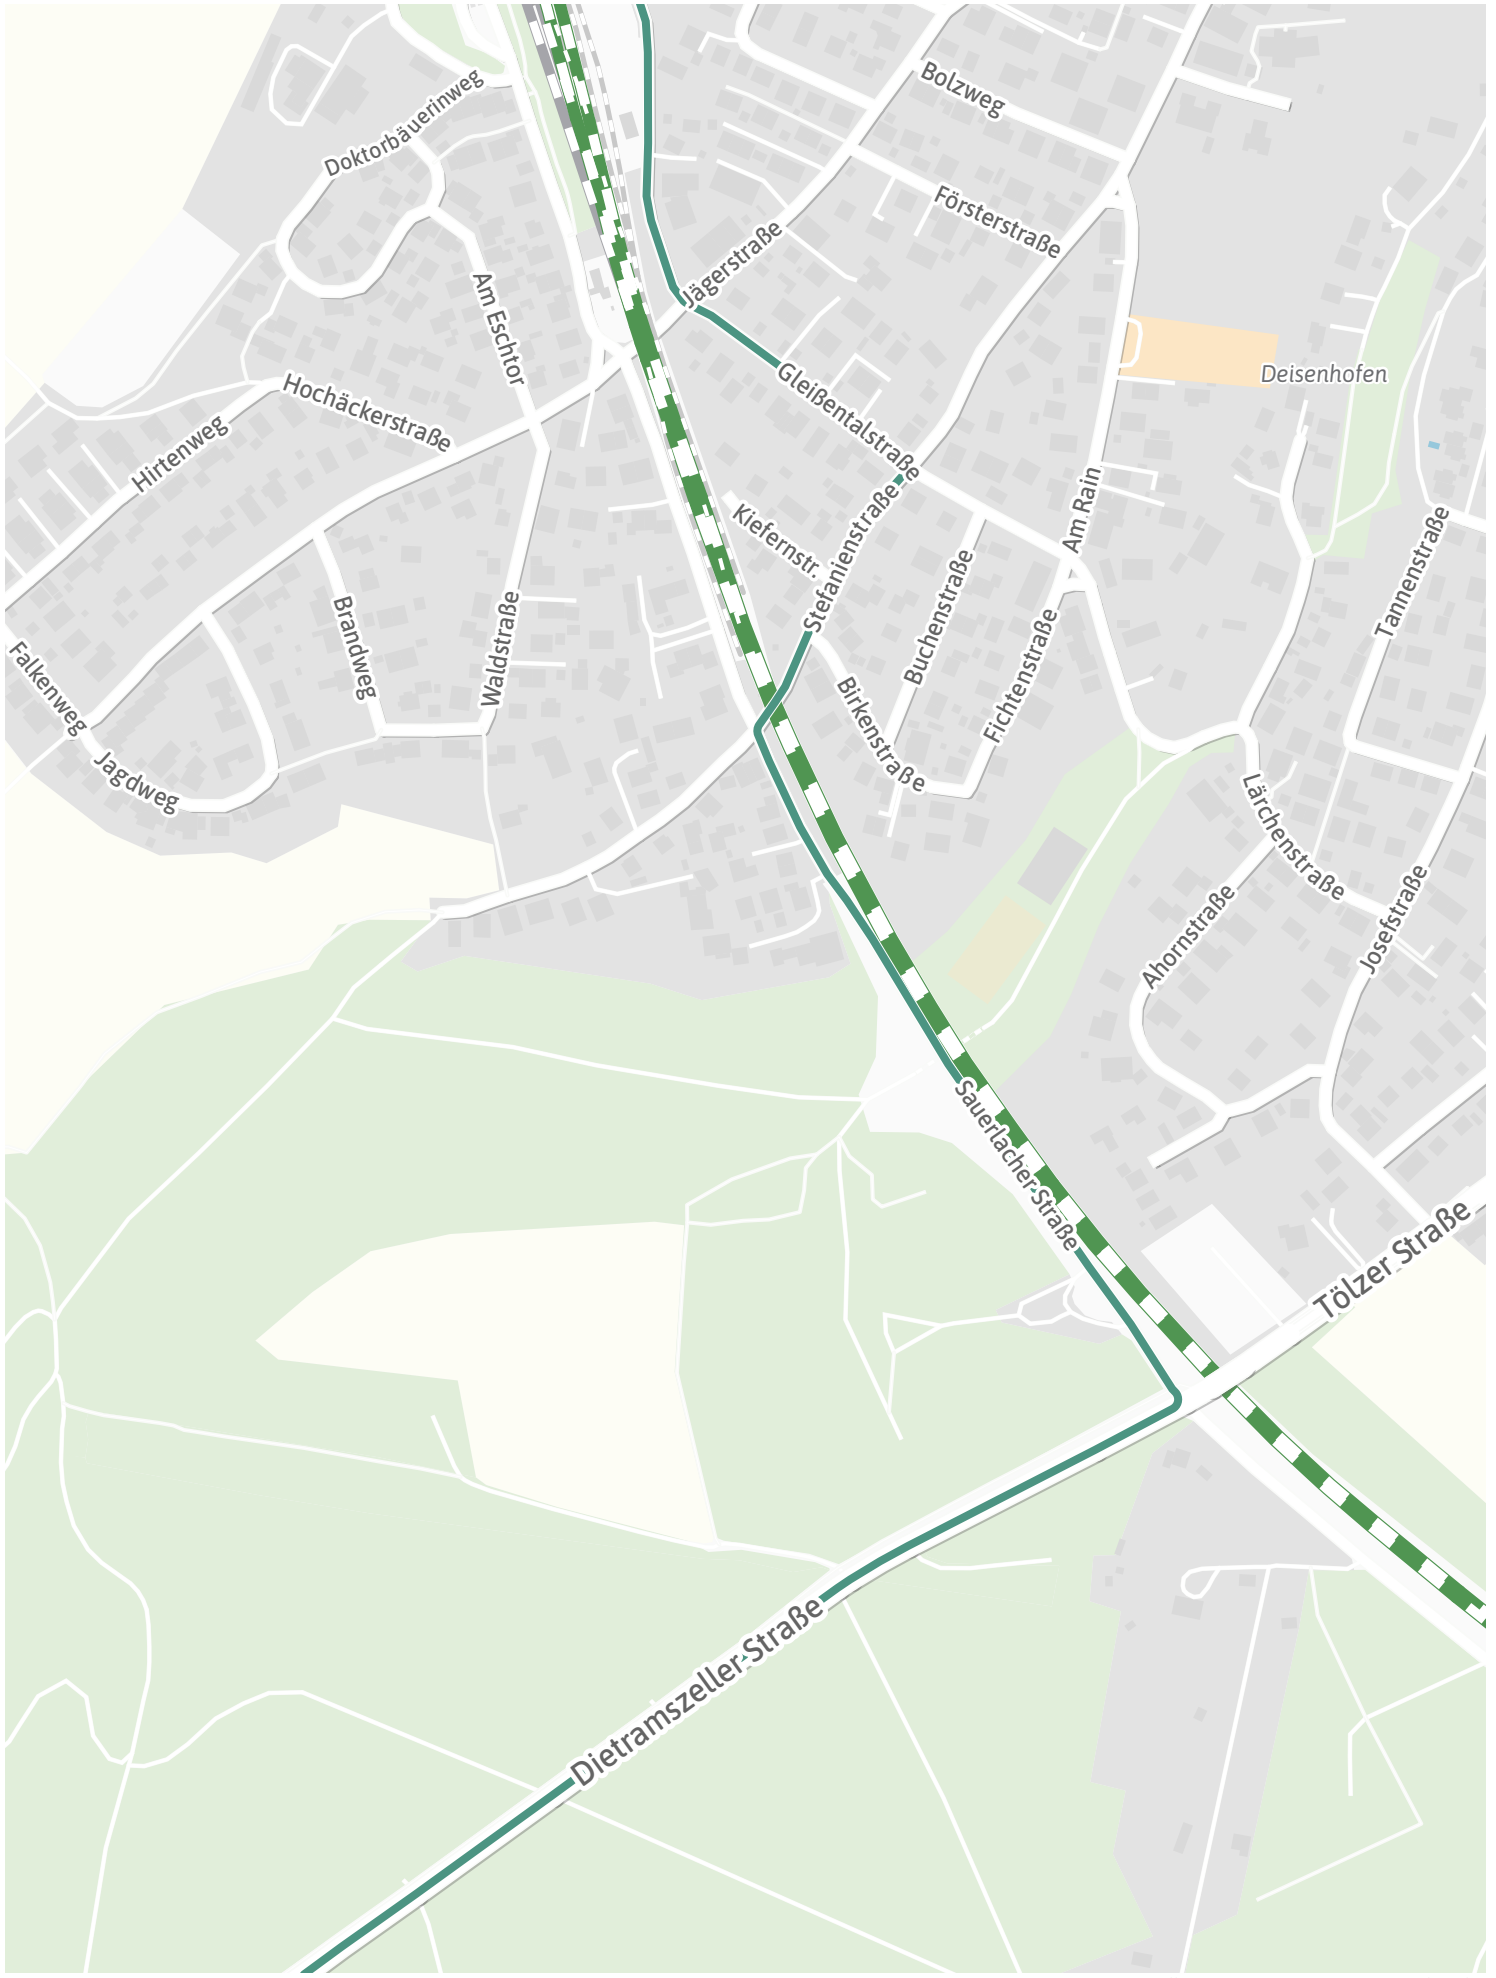 Bolzweg
Doktorbäuerinweg
Försterstraße
Jägerstraße
Am Eschtor
Deisenhofen
Gleißentalstraße
Hochäckerstraße
Hirtenweg
Stefanienstraße
Am Rain
Kiefernstr.
Tannenstraße
Buchenstraße
Brandweg
Waldstraße
Fichtenstraße
Falkenweg
Birkenstraße
Jagdweg
Lärchenstraße
Josefstraße
Ahornstraße
Sauerlacher Straße
Tölzer Straße
Dietramszeller Straße